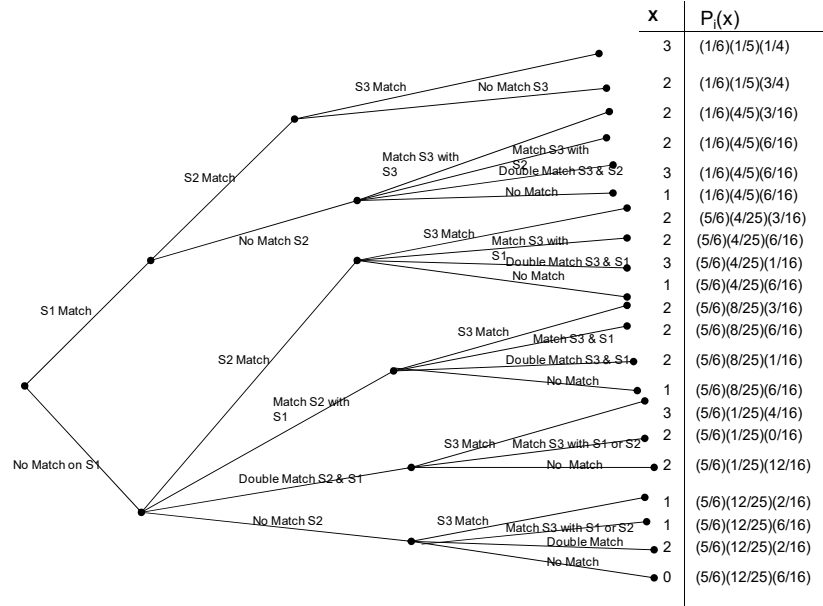 X P_i(x)
3 (1/6)(1/5)(1/4)
S3 Match
No Match S3
2 (1/6)(1/5)(3/4)
2 (1/6)(4/5)(3/16)
S2 Match
Match S3 with
S3
Match S3 with
S2
2 (1/6)(4/5)(6/16)
Double Match S3 & S2
3 (1/6)(4/5)(6/16)
No Match
1 (1/6)(4/5)(6/16)
No Match S2
S3 Match
2 (5/6)(4/25)(3/16)
Match S3 with
S1
2 (5/6)(4/25)(6/16)
Double Match S3 & S1
3 (5/6)(4/25)(1/16)
No Match
1 (5/6)(4/25)(6/16)
S1 Match
S2 Match
S3 Match
2 (5/6)(8/25)(3/16)
Match S3 & S1
2 (5/6)(8/25)(6/16)
Double Match S3 & S1
2 (5/6)(8/25)(1/16)
No Match
1 (5/6)(8/25)(6/16)
Match S2 with
S1
S3 Match
3 (5/6)(1/25)(4/16)
Match S3 with S1 or S2
2 (5/6)(1/25)(0/16)
No Match
2 (5/6)(1/25)(12/16)
No Match on S1
Double Match S2 & S1
No Match S2
S3 Match
1 (5/6)(12/25)(2/16)
Match S3 with S1 or S2
1 (5/6)(12/25)(6/16)
Double Match
2 (5/6)(12/25)(2/16)
No Match
0 (5/6)(12/25)(6/16)